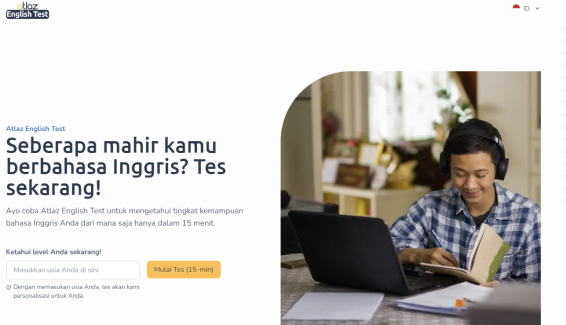 atlaz
English Test
ID
Atlaz English Test
Seberapa mahir kamu
berbahasa Inggris? Tes
sekarang!
Ayo coba Atlaz English Test untuk mengetahui tingkat kemampuan
bahasa Inggris Anda dari mana saja hanya dalam 15 menit.
Ketahui level Anda sekarang!
Masukkan usia Anda di sini
Mulai Tes (15-min)
Dengan memasukan usia Anda, tes akan kami
personalisasi untuk Anda.